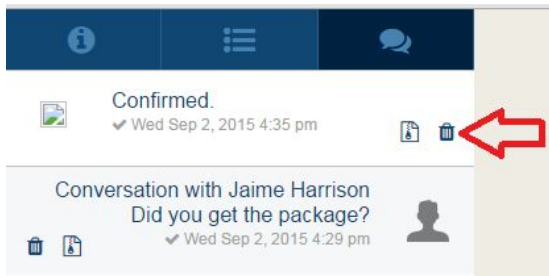 Confirmed.
✔ Wed Sep 2, 2015 4:35 pm
Conversation with Jaime Harrison
Did you get the package?
✔ Wed Sep 2, 2015 4:29 pm